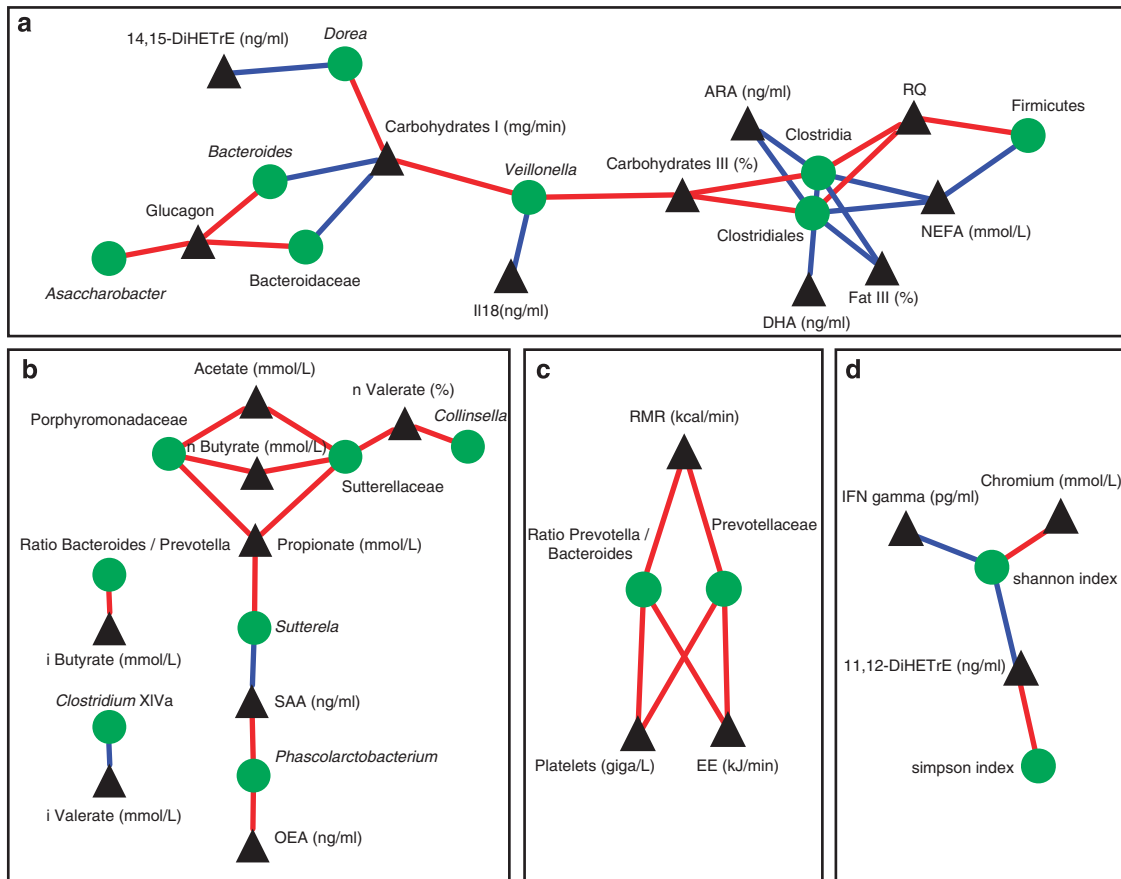 a
14,15-DiHETrE (ng/ml)
Dorea
Carbohydrates I (mg/min)
Bacteroides
Glucagon
Asaccharobacter
Bacteroidaceae
Veillonella
Il18(ng/ml)
ARA (ng/ml)
RQ
Firmicutes
Clostridia
Carbohydrates III (%)
Clostridiales
NEFA (mmol/L)
Fat III (%)
DHA (ng/ml)
b
Acetate (mmol/L)
n Valerate (%)
Collinsella
Porphyromonadaceae
n Butyrate (mmol/L)
Sutterellaceae
Ratio Bacteroides / Prevotella
Propionate (mmol/L)
i Butyrate (mmol/L)
Sutterela
Clostridium XIVa
SAA (ng/ml)
Phascolarctobacterium
i Valerate (mmol/L)
OEA (ng/ml)
c
RMR (kcal/min)
Ratio Prevotella /
Bacteroides
Prevotellaceae
Platelets (giga/L)
EE (kJ/min)
d
Chromium (mmol/L)
IFN gamma (pg/ml)
shannon index
11,12-DiHETrE (ng/ml)
simpson index